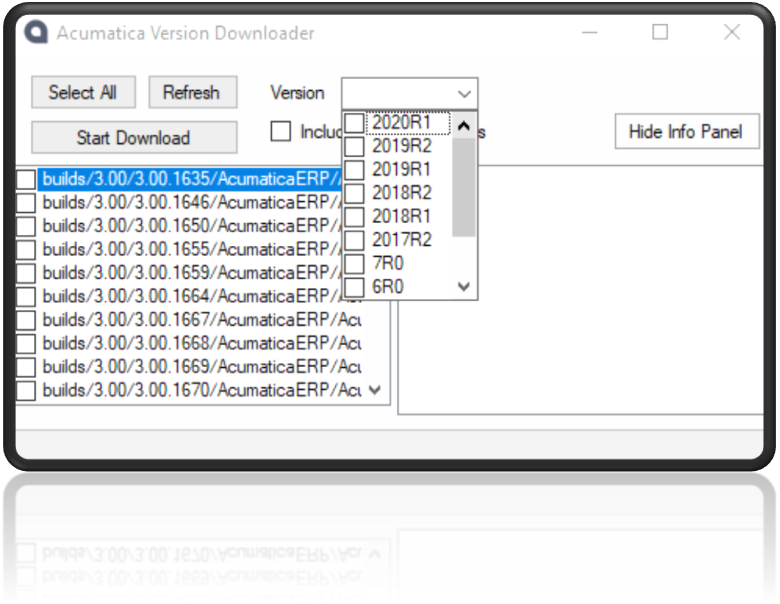 Acumatica Version Downloader
Select All
Refresh
Version
Start Download
Hide Info Panel
2020R1
2019R2
2019R1
2018R2
2018R1
2017R2
7R0
6R0
builds/3.00/3.00.1635/AcumaticaERP/
builds/3.00/3.00.1646/AcumaticaERP/
builds/3.00/3.00.1650/AcumaticaERP/
builds/3.00/3.00.1655/AcumaticaERP/
builds/3.00/3.00.1659/AcumaticaERP/
builds/3.00/3.00.1664/AcumaticaERP/Acu
builds/3.00/3.00.1667/AcumaticaERP/Acu
builds/3.00/3.00.1668/AcumaticaERP/Acu
builds/3.00/3.00.1669/AcumaticaERP/Acu
builds/3.00/3.00.1670/AcumaticaERP/Acu